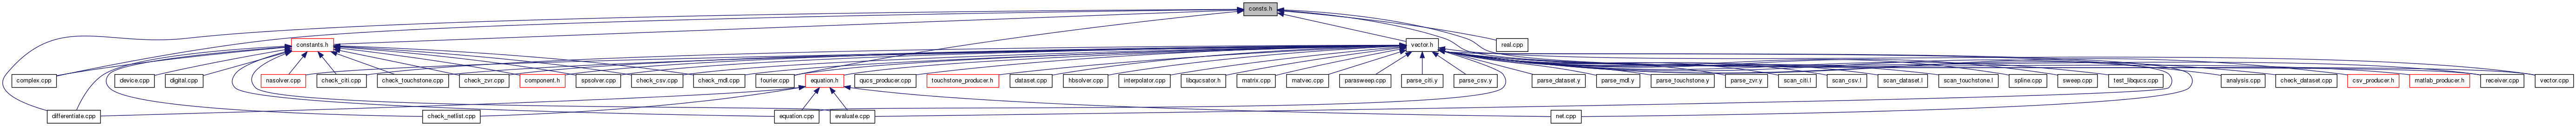 consts.h
constants.h
vector.h
real.cpp
complex.cpp
device.cpp
digital.cpp
nasolver.cpp
check_citi.cpp
check_touchstone.cpp
check_zvr.cpp
component.h
spsolver.cpp
check_csv.cpp
check_mdl.cpp
fourier.cpp
equation.h
qucs_producer.cpp
touchstone_producer.h
dataset.cpp
hbsolver.cpp
interpolator.cpp
libqucsator.h
matrix.cpp
matvec.cpp
parasweep.cpp
parse_citi.y
parse_csv.y
parse_dataset.y
parse_mdl.y
parse_touchstone.y
parse_zvr.y
scan_citi.l
scan_csv.l
scan_dataset.l
scan_touchstone.l
spline.cpp
sweep.cpp
test_libqucs.cpp
analysis.cpp
check_dataset.cpp
csv_producer.h
matlab_producer.h
receiver.cpp
vector.cpp
differentiate.cpp
check_netlist.cpp
equation.cpp
evaluate.cpp
net.cpp